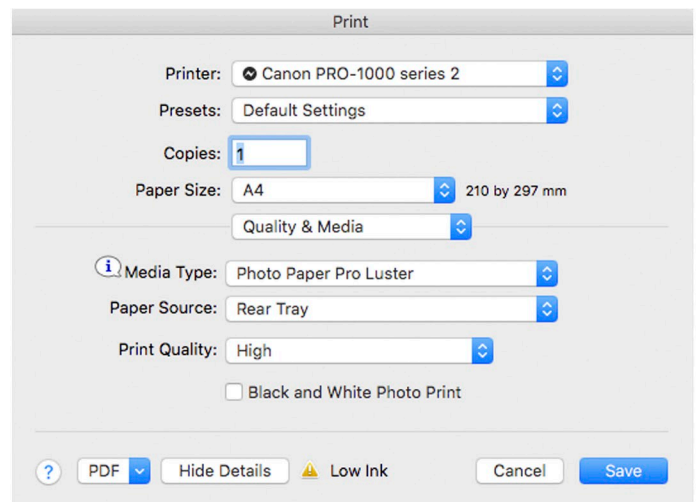 Print
Printer: Canon PRO-1000 series 2
Presets: Default Settings
Copies: 1
Paper Size: A4 210 by 297 mm
Quality & Media
i Media Type: Photo Paper Pro Luster
Paper Source: Rear Tray
Print Quality: High
Black and White Photo Print
? PDF Hide Details Low Ink Cancel Save